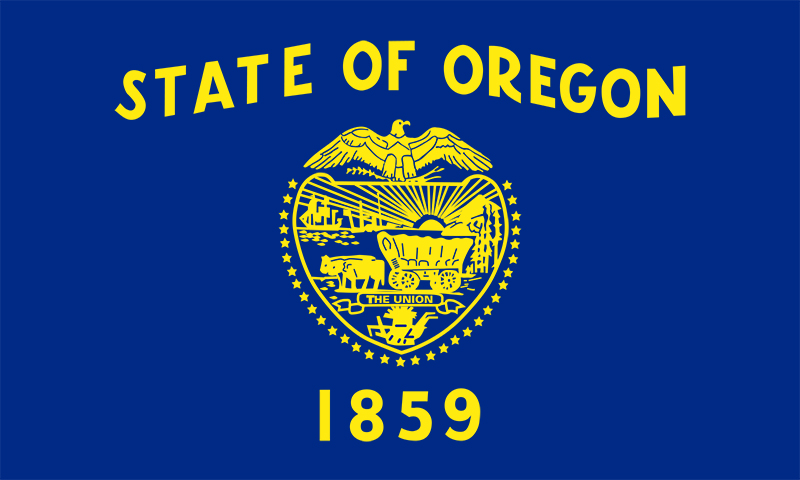 STATE OF OREGON
THE UNION
1859